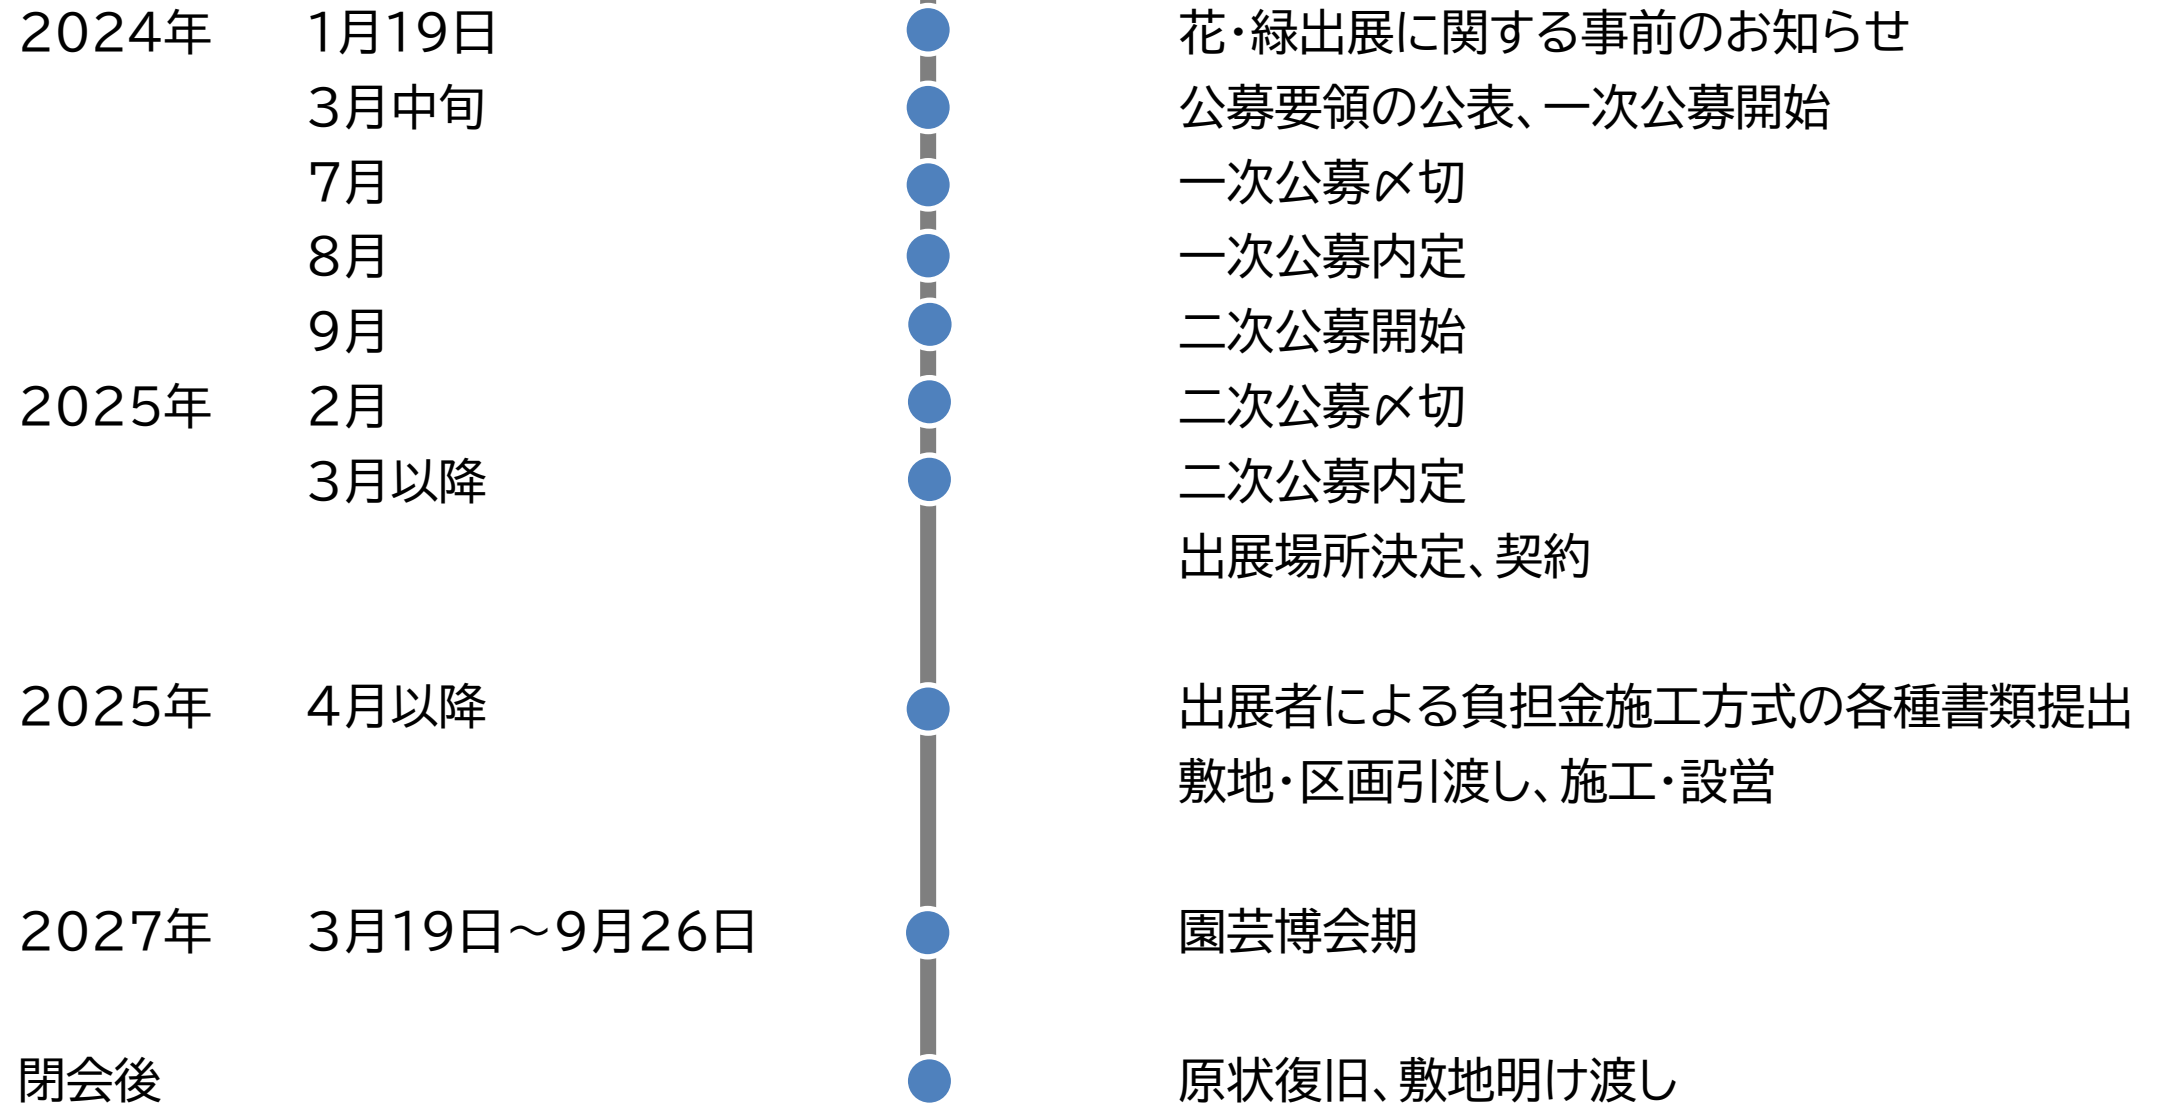 2024年 1月19日 花・緑出展に関する事前のお知らせ
3月中旬 公募要領の公表、一次公募開始
7月 一次公募〆切
8月 一次公募内定
9月 二次公募開始
2025年 2月 二次公募〆切
3月以降 二次公募内定
出展場所決定、契約
2025年 4月以降 出展者による負担金施工方式の各種書類提出
敷地・区画引渡し、施工・設営
2027年 3月19日～9月26日 園芸博会期
閉会後 原状復旧、敷地明け渡し